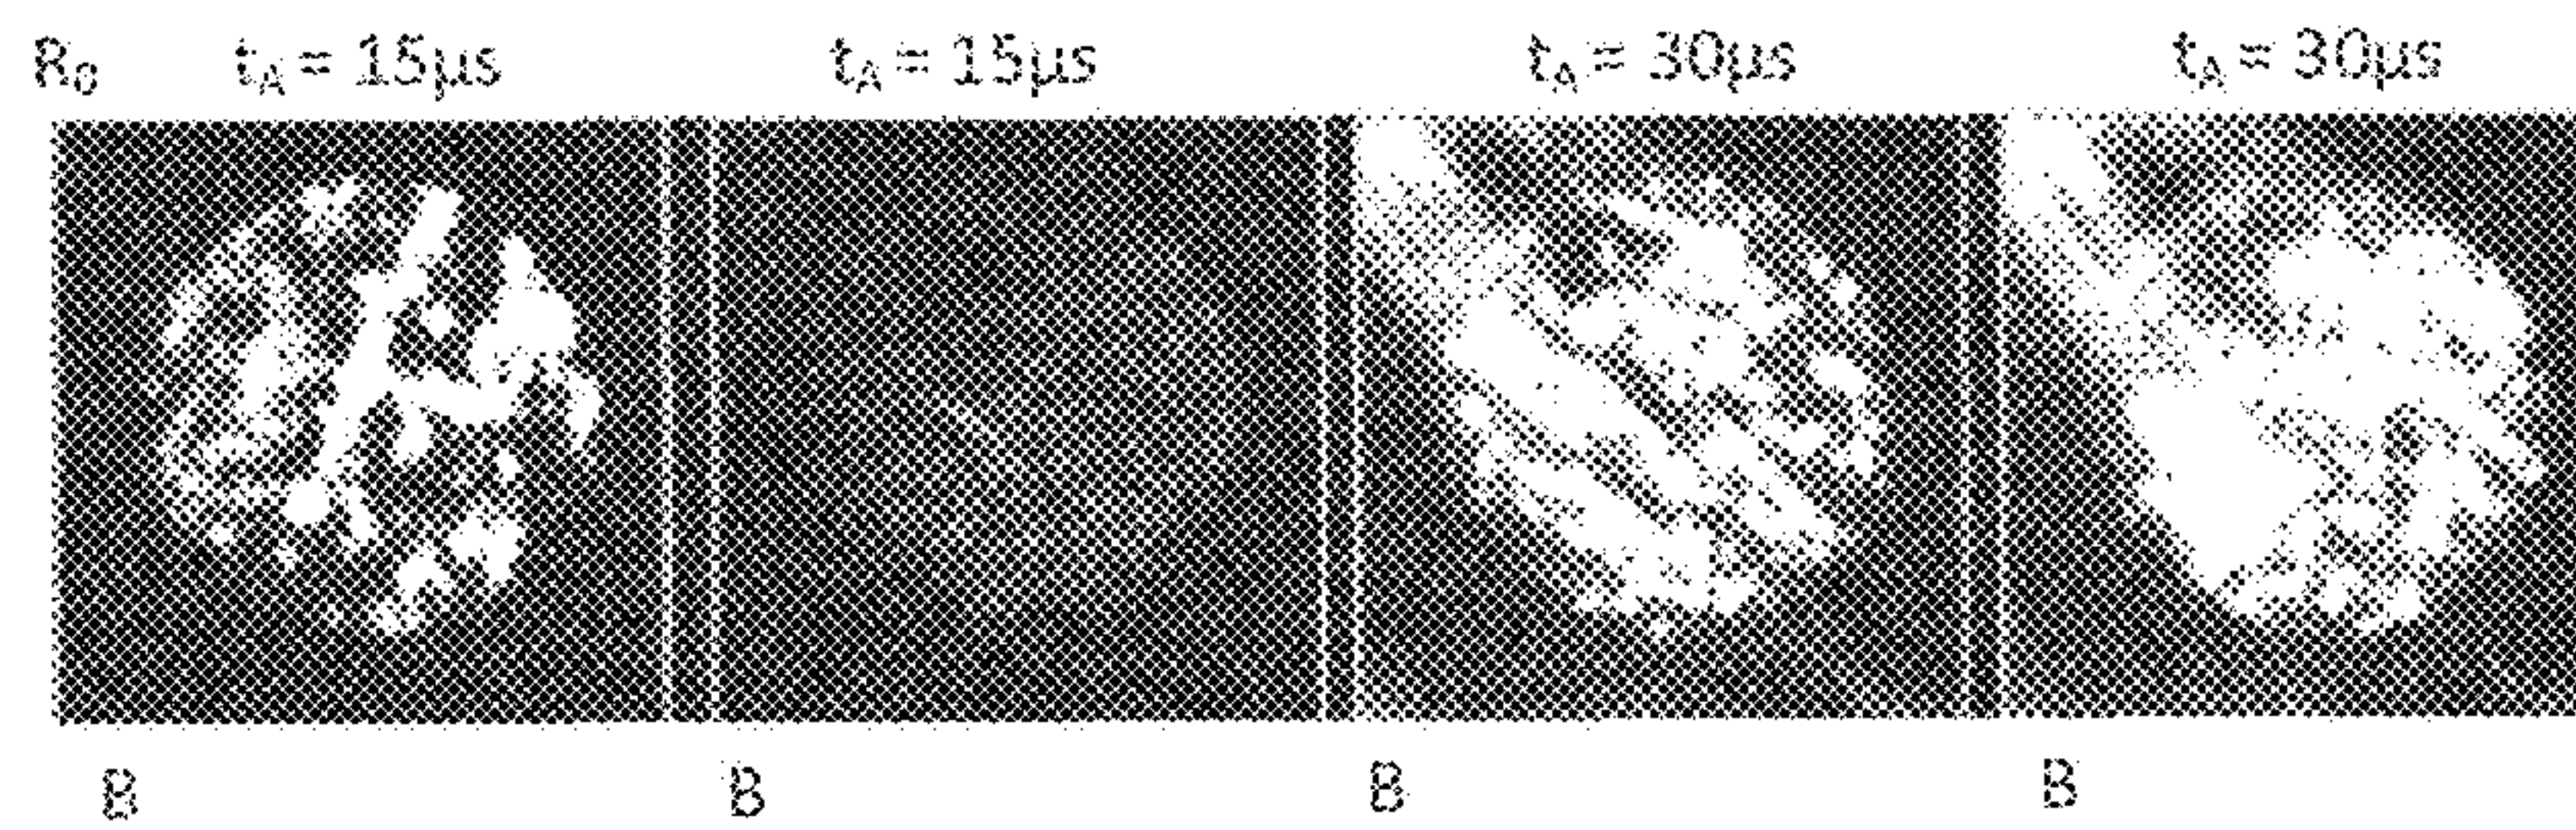 R₀ tA = 15µs tA = 15µs tA = 30µs tA = 30µs
B B B B